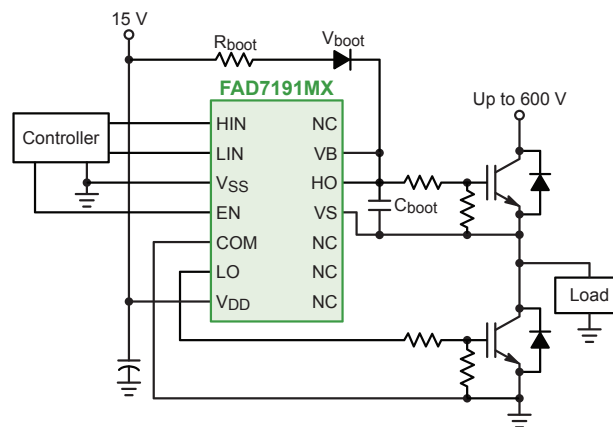 15 V
Rboot
Vboot
FAD7191MX
Up to 600 V
Controller
HIN
NC
LIN
VB
VSS
HO
EN
VS
Cboot
COM
NC
LO
NC
Load
VDD
NC